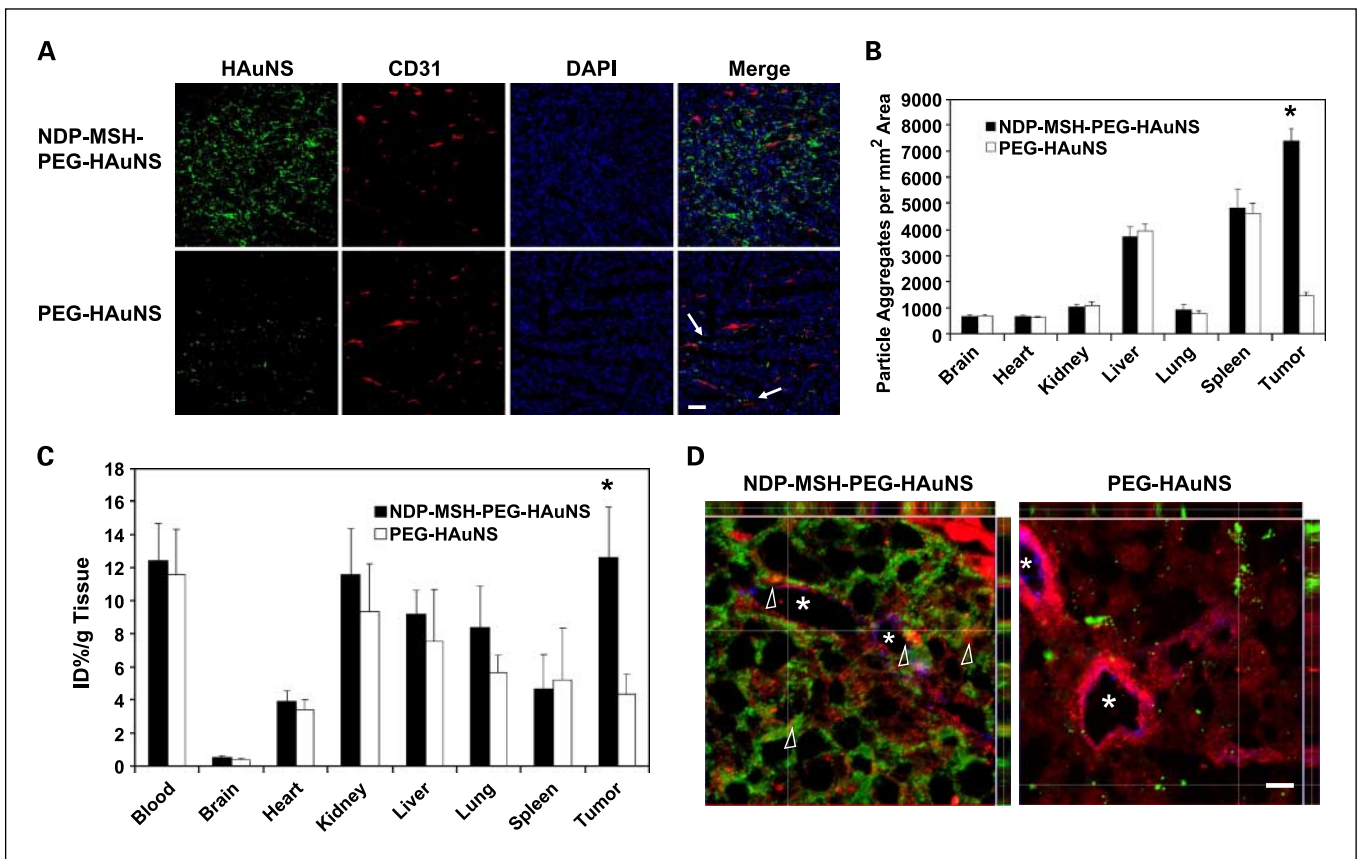 A
HAuNS CD31 DAPI Merge
NDP-MSH-
PEG-HAuNS
PEG-HAuNS
B
Particle Aggregates per mm² Area
9000
8000
7000
6000
5000
4000
3000
2000
1000
0
NDP-MSH-PEG-HAuNS
PEG-HAuNS
*
Brain Heart Kidney Liver Lung Spleen Tumor
C
ID%/g Tissue
18
16
14
12
10
8
6
4
2
0
NDP-MSH-PEG-HAuNS
PEG-HAuNS
*
Blood Brain Heart Kidney Liver Lung Spleen Tumor
D
NDP-MSH-PEG-HAuNS PEG-HAuNS
*
*
*
*